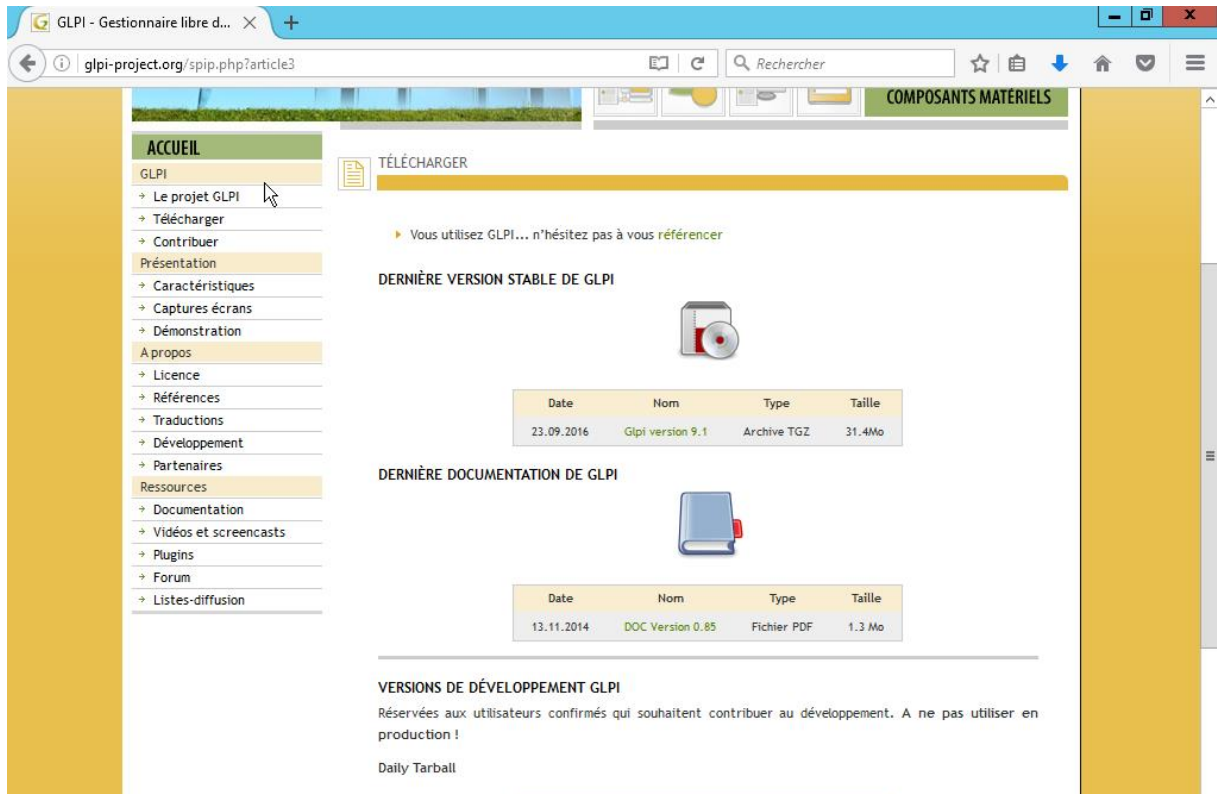 GLPI - Gestionnaire libre d...
glpi-project.org/spip.php?article3
Rechercher
COMPOSANTS MATÉRIELS
ACCUEIL
GLPI
Le projet GLPI
Télécharger
Contribuer
Présentation
Caractéristiques
Captures écrans
Démonstration
A propos
Licence
Références
Traductions
Développement
Partenaires
Ressources
Documentation
Vidéos et screencasts
Plugins
Forum
Listes-diffusion
TÉLÉCHARGER
Vous utilisez GLPI... n'hésitez pas à vous référencer
DERNIÈRE VERSION STABLE DE GLPI
Date Nom Type Taille
23.09.2016 Glpi version 9.1 Archive TGZ 31.4Mo
DERNIÈRE DOCUMENTATION DE GLPI
Date Nom Type Taille
13.11.2014 DOC Version 0.85 Fichier PDF 1.3 Mo
VERSIONS DE DÉVELOPPEMENT GLPI
Réservées aux utilisateurs confirmés qui souhaitent contribuer au développement. A ne pas utiliser en
production !
Daily Tarball